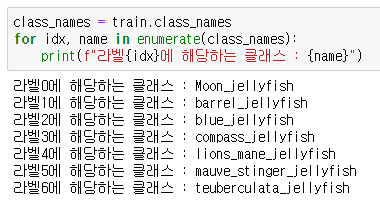 class_names = train.class_names
for idx, name in enumerate(class_names):
    print(f"라벨{idx}에 해당하는 클래스 : {name}")
라벨0에 해당하는 클래스 : Moon_jellyfish
라벨1에 해당하는 클래스 : barrel_jellyfish
라벨2에 해당하는 클래스 : blue_jellyfish
라벨3에 해당하는 클래스 : compass_jellyfish
라벨4에 해당하는 클래스 : lions_mane_jellyfish
라벨5에 해당하는 클래스 : mauve_stinger_jellyfish
라벨6에 해당하는 클래스 : teuberculata_jellyfish